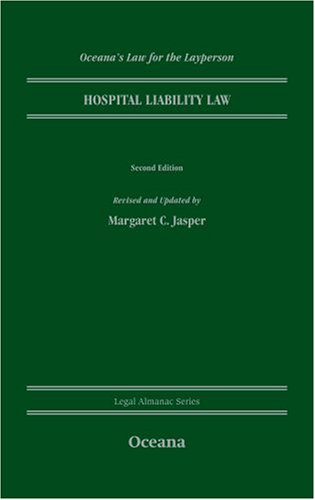 Oceana's Law for the Layperson
HOSPITAL LIABILITY LAW
Second Edition
Revised and Updated by
Margaret C. Jasper
Legal Almanac Series
Oceana